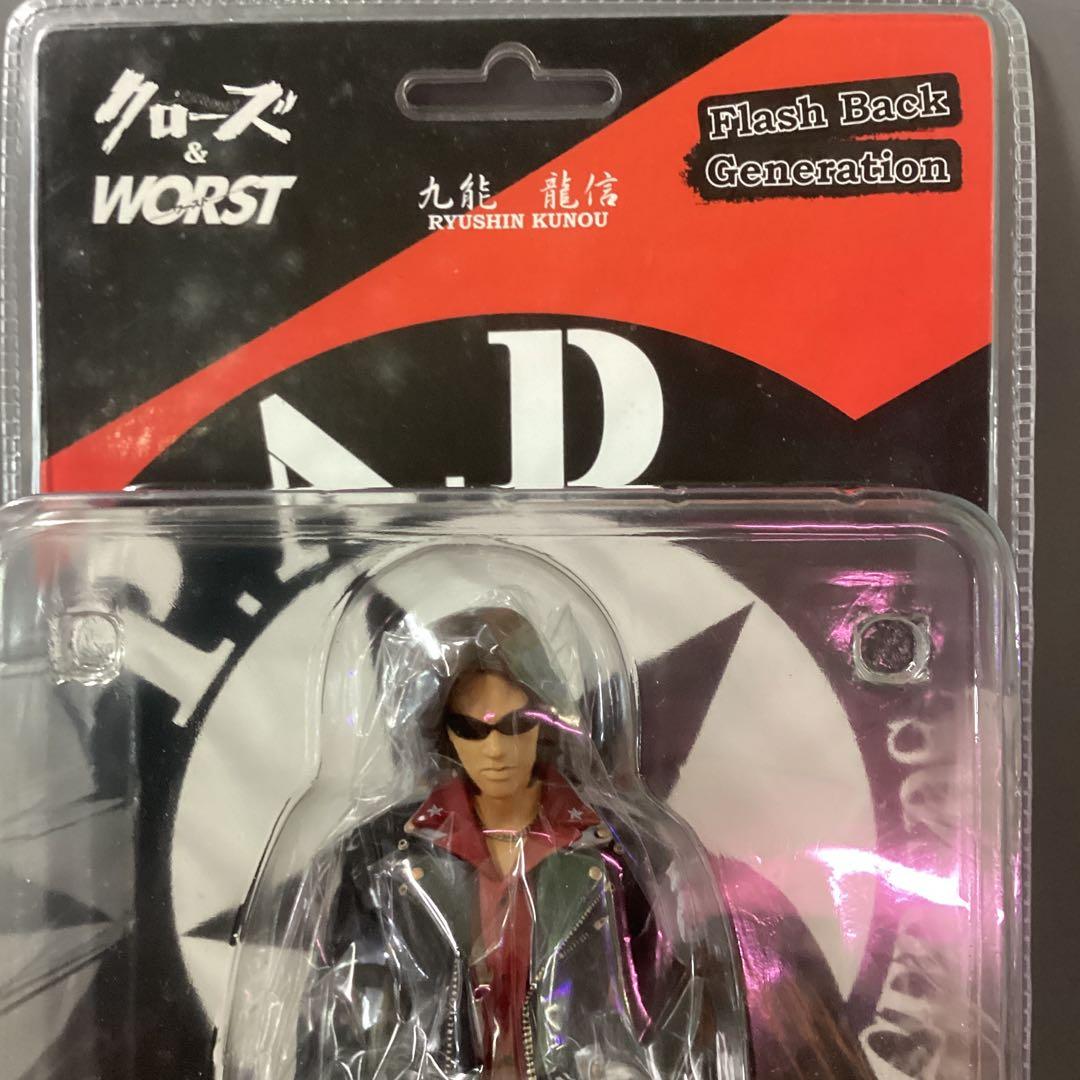 クローズ
&
WORST
九能 龍信
RYUSHIN KUNOU
Flash Back
Generation